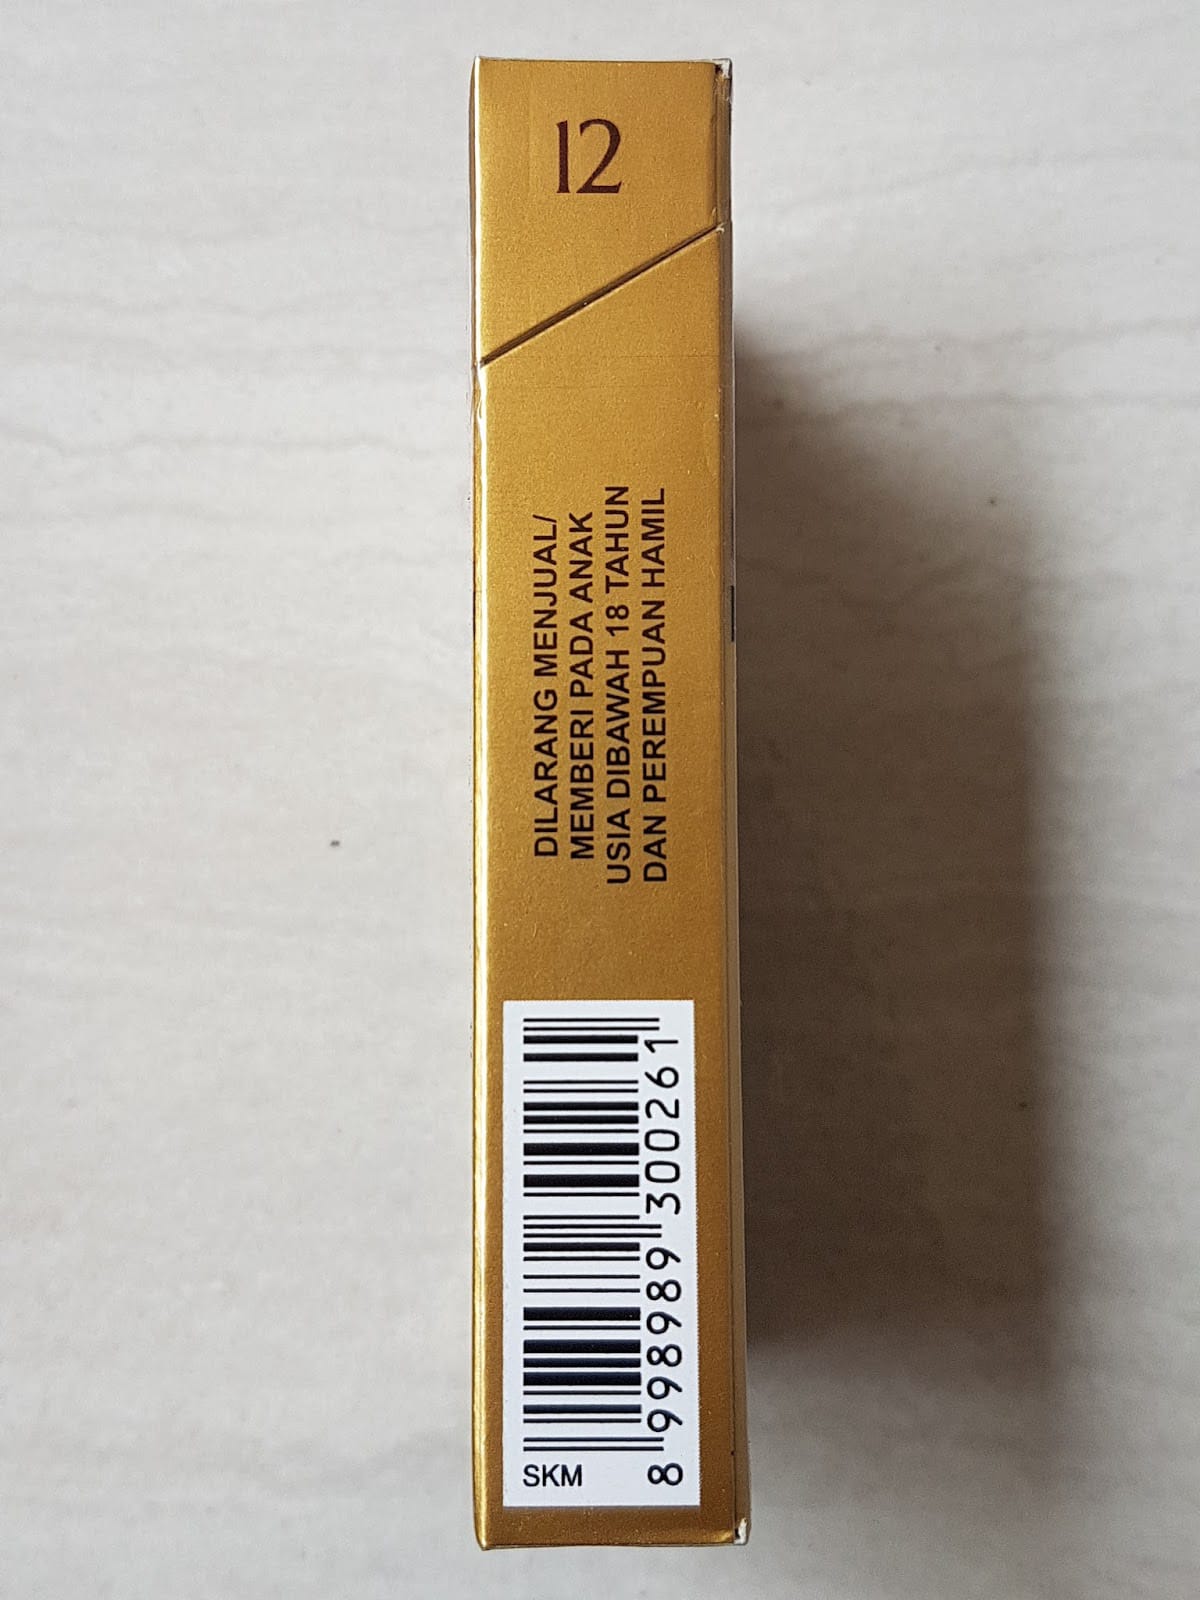 12
DILARANG MENJUAL/
MEMBERI PADA ANAK
USIA DIBAWAH 18 TAHUN
DAN PEREMPUAN HAMIL
SKM
8 998989 300261